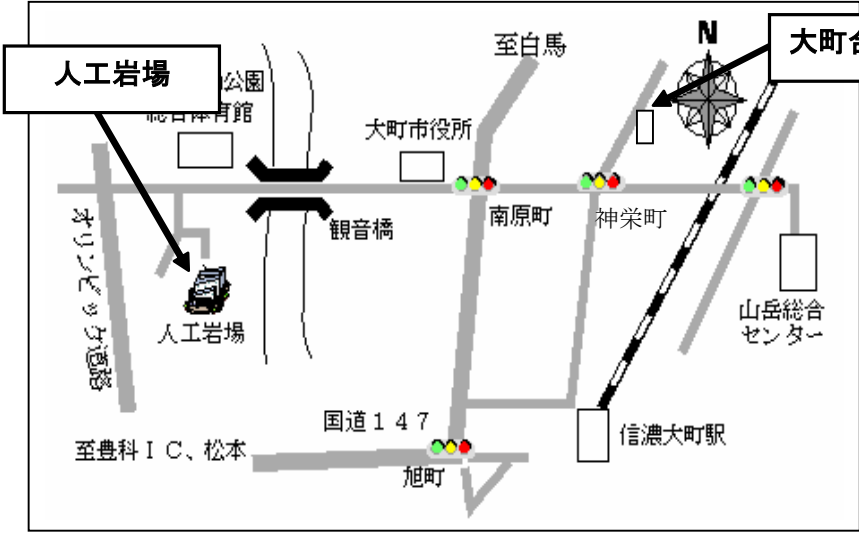 至白馬
N
大町合
人工岩場
公園
総合体育館
大町市役所
南原町
神栄町
観音橋
オリンピック道路
人工岩場
山岳総合
センター
国道147
信濃大町駅
至豊科IC、松本
旭町